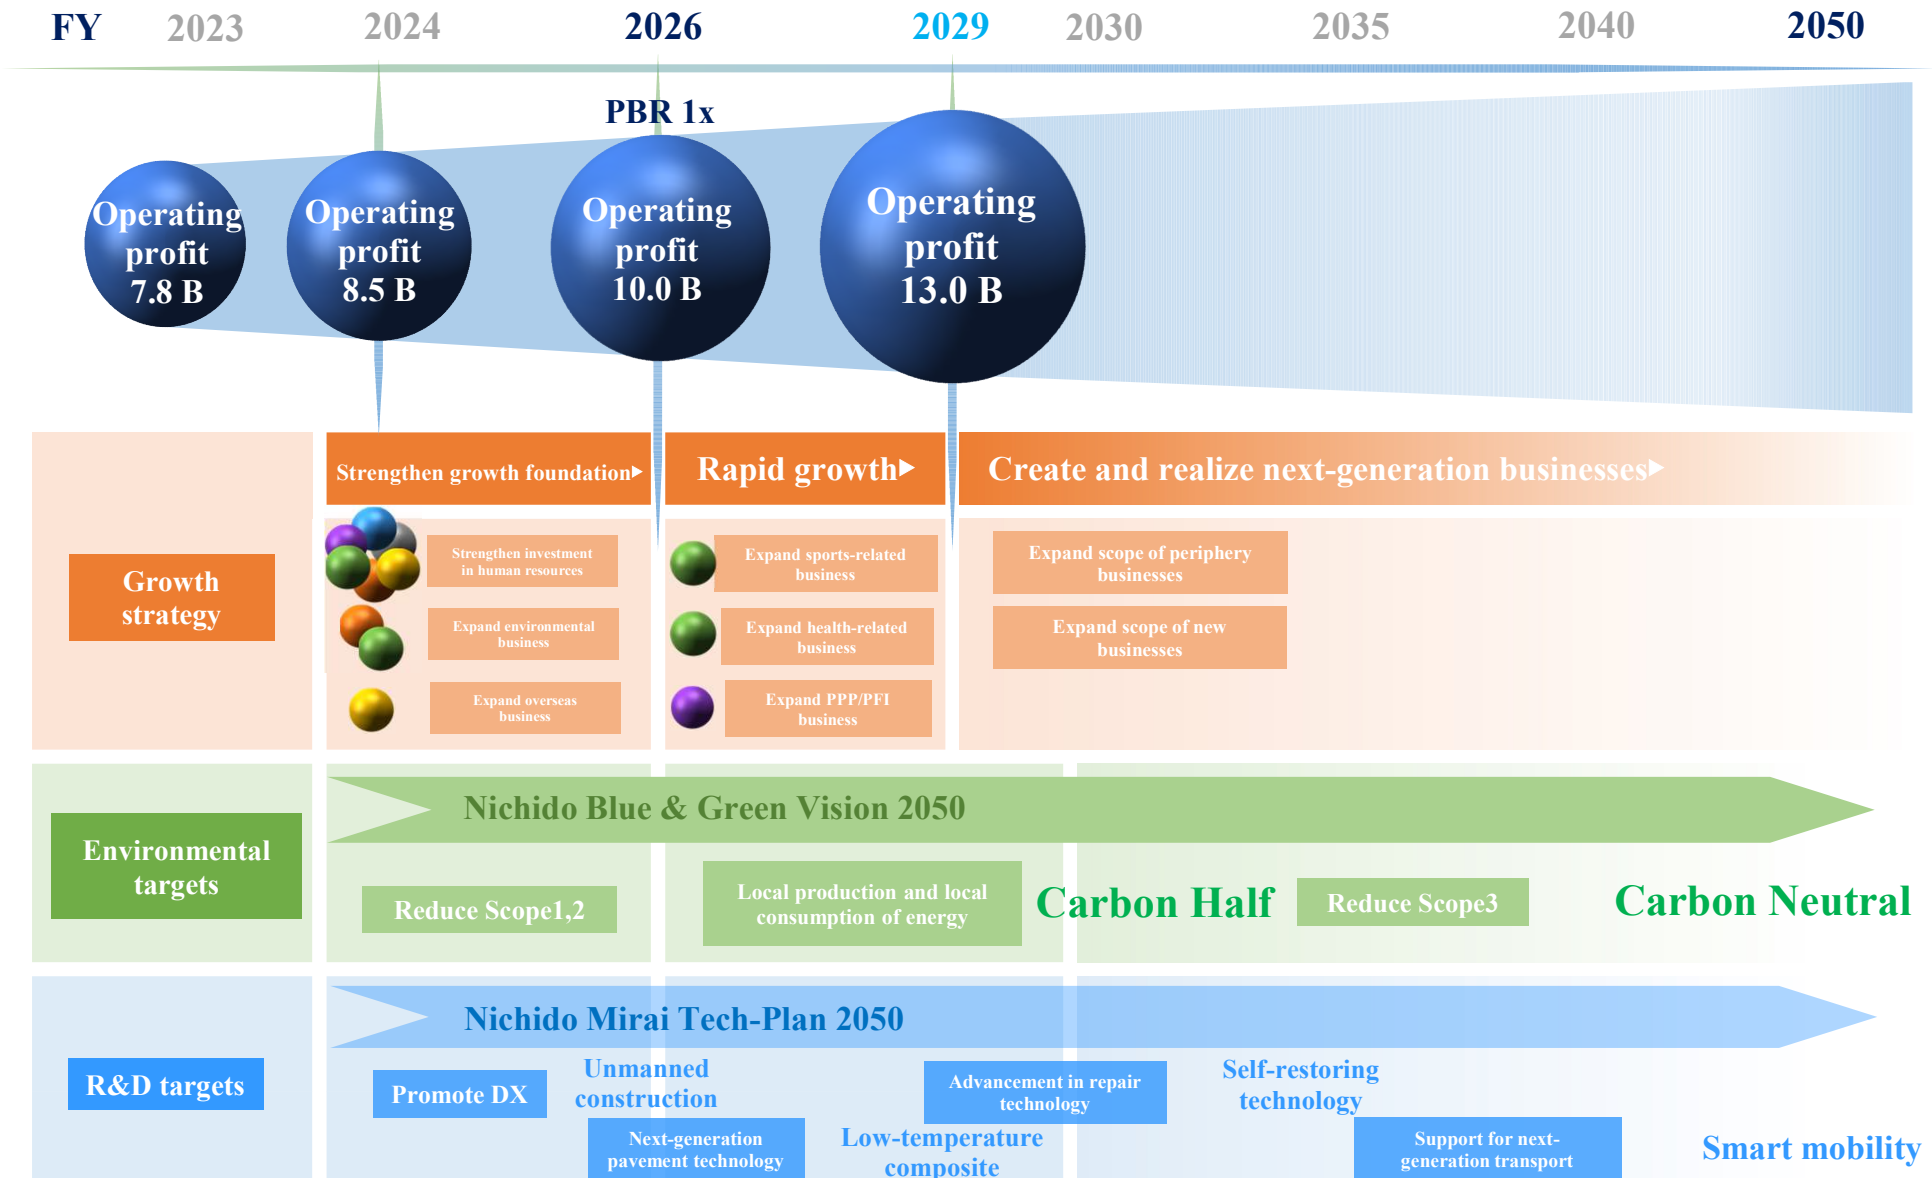 FY 2023 2024 2026 2029 2030 2035 2040 2050
PBR 1x
Operating
profit
7.8 B
Operating
profit
8.5 B
Operating
profit
10.0 B
Operating
profit
13.0 B
Growth
strategy
Strengthen growth foundation
Strengthen investment
in human resources
Expand environmental
business
Expand overseas
business
Rapid growth
Expand sports-related
business
Expand health-related
business
Expand PPP/PFI
business
Create and realize next-generation businesses
Expand scope of periphery
businesses
Expand scope of new
businesses
Environmental
targets
Nichido Blue & Green Vision 2050
Reduce Scope1,2
Local production and local
consumption of energy
Carbon Half
Reduce Scope3
Carbon Neutral
R&D targets
Nichido Mirai Tech-Plan 2050
Promote DX
Unmanned
construction
Next-generation
pavement technology
Low-temperature
composite
Advancement in repair
technology
Self-restoring
technology
Support for next-
generation transport
Smart mobility